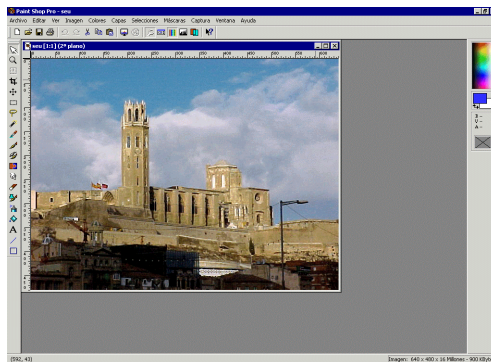 Paint Shop Pro - seu
Archivo Editar Ver Imagen Colores Capas Selecciones Máscaras Captura Ventana Ayuda
seu [1:1] (2º plano)
(592, 43)
Imagen: 640 x 480 x 16 Millones - 900 KByte